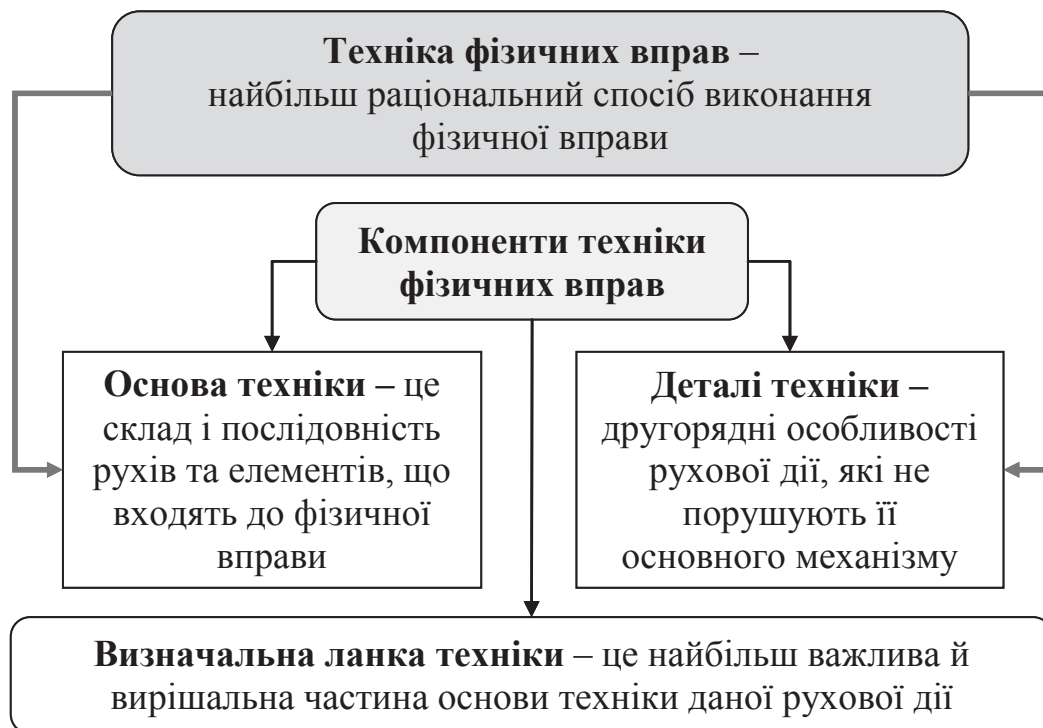 Техніка фізичних вправ –
найбільш раціональний спосіб виконання
фізичної вправи
Компоненти техніки
фізичних вправ
Основа техніки – це
склад і послідовність
рухів та елементів, що
входять до фізичної
вправи
Деталі техніки –
другорядні особливості
рухової дії, які не
порушують її
основного механізму
Визначальна ланка техніки – це найбільш важлива й
вирішальна частина основи техніки даної рухової дії